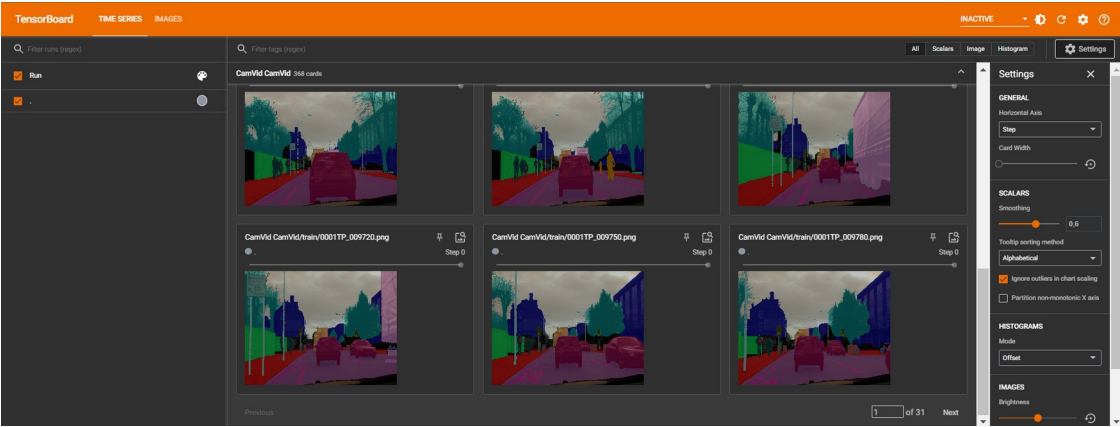 TensorBoard TIME SERIES IMAGES INACTIVE
Filter runs (regex)
Run
.
Filter tags (regex) All Scalars Image Histogram Settings
CamVid CamVid 368 cards
CamVid CamVid/train/0001TP_009720.png
. Step 0
CamVid CamVid/train/0001TP_009750.png
. Step 0
CamVid CamVid/train/0001TP_009780.png
. Step 0
Previous 1 of 31 Next
Settings
GENERAL
Horizontal Axis
Step
Card Width
SCALARS
Smoothing
0,6
Tooltip sorting method
Alphabetical
Ignore outliers in chart scaling
Partition non-monotonic X axis
HISTOGRAMS
Mode
Offset
IMAGES
Brightness